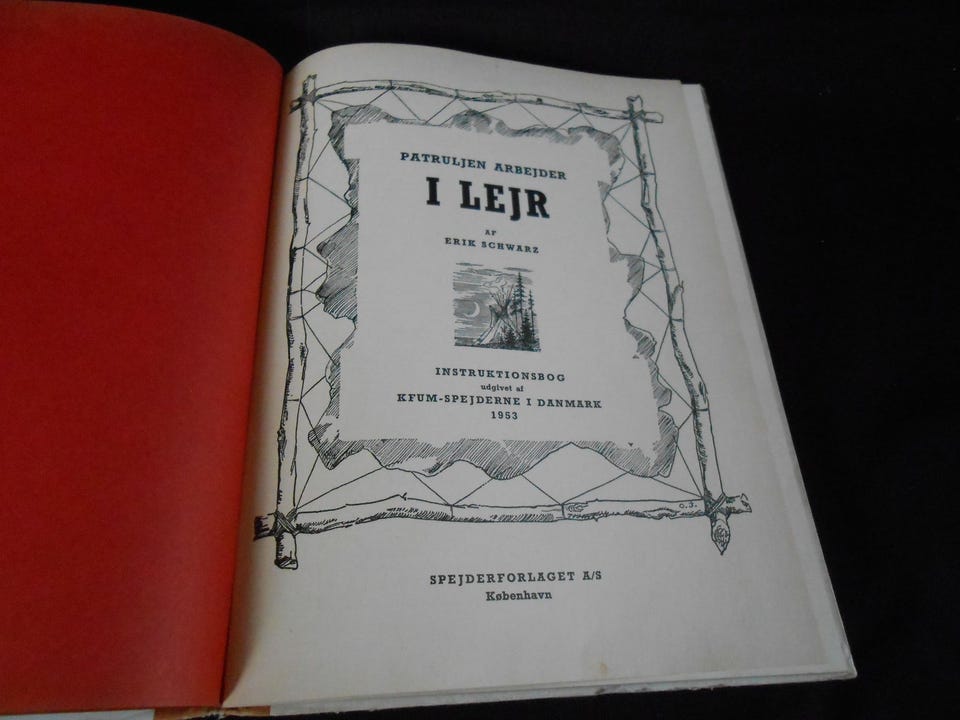 PATRULJEN ARBEJDER
I LEJR
AF
ERIK SCHWARZ
INSTRUKTIONSBOG
udgivet af
KFUM-SPEJDERNE I DANMARK
1953
O.J.
SPEJDERFORLAGET A/S
København